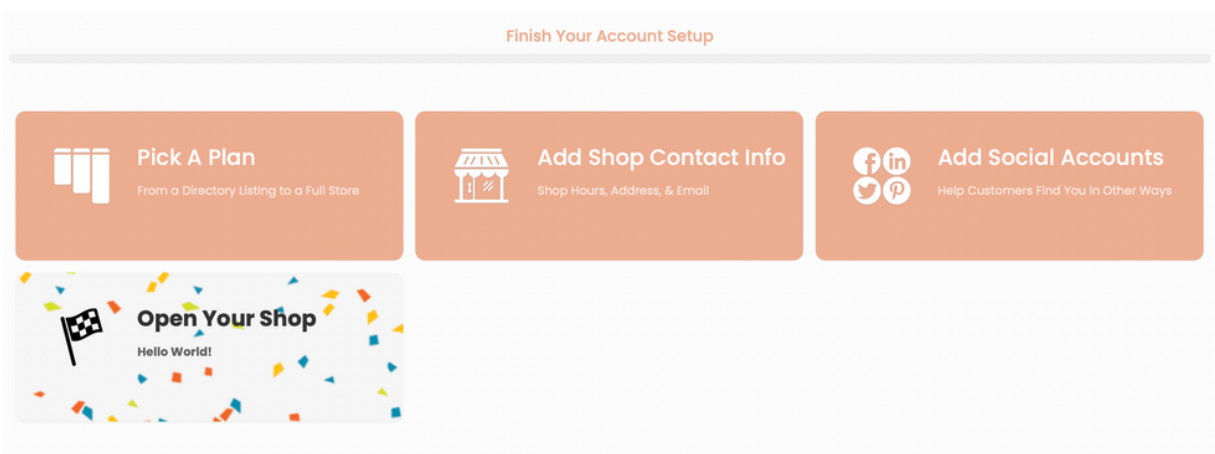 Finish Your Account Setup
Pick A Plan
From a Directory Listing to a Full Store
Add Shop Contact Info
Shop Hours, Address, & Email
Add Social Accounts
Help Customers Find You in Other Ways
Open Your Shop
Hello World!